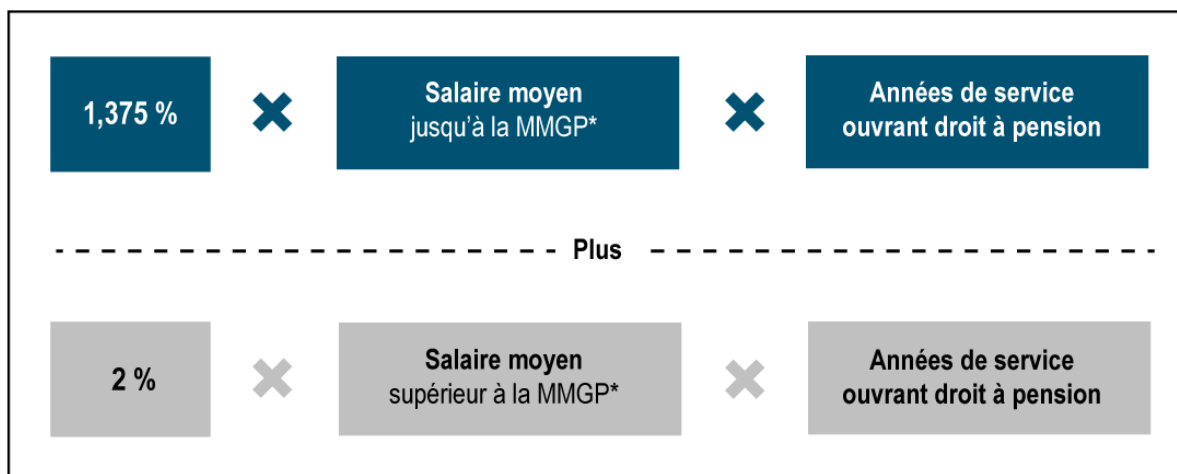 1,375 %
Salaire moyen
jusqu'à la MMGP*
Années de service
ouvrant droit à pension
Plus
2 %
Salaire moyen
supérieur à la MMGP*
Années de service
ouvrant droit à pension